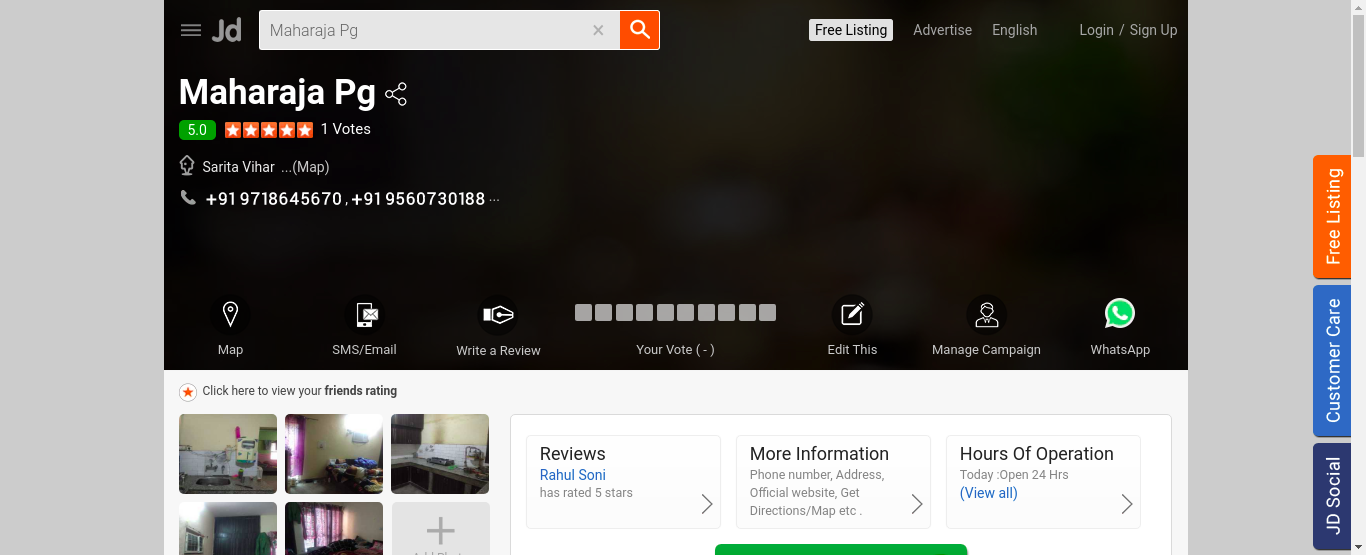 Jd
Maharaja Pg
Free Listing
Advertise
English
Login / Sign Up
Maharaja Pg
5.0
1 Votes
Sarita Vihar ...(Map)
+91 9718645670 , +91 9560730188 ...
Map
SMS/Email
Write a Review
Your Vote ( - )
Edit This
Manage Campaign
WhatsApp
Click here to view your friends rating
Reviews
Rahul Soni
has rated 5 stars
More Information
Phone number, Address,
Official website, Get
Directions/Map etc .
Hours Of Operation
Today :Open 24 Hrs
(View all)
Free Listing
Customer Care
JD Social